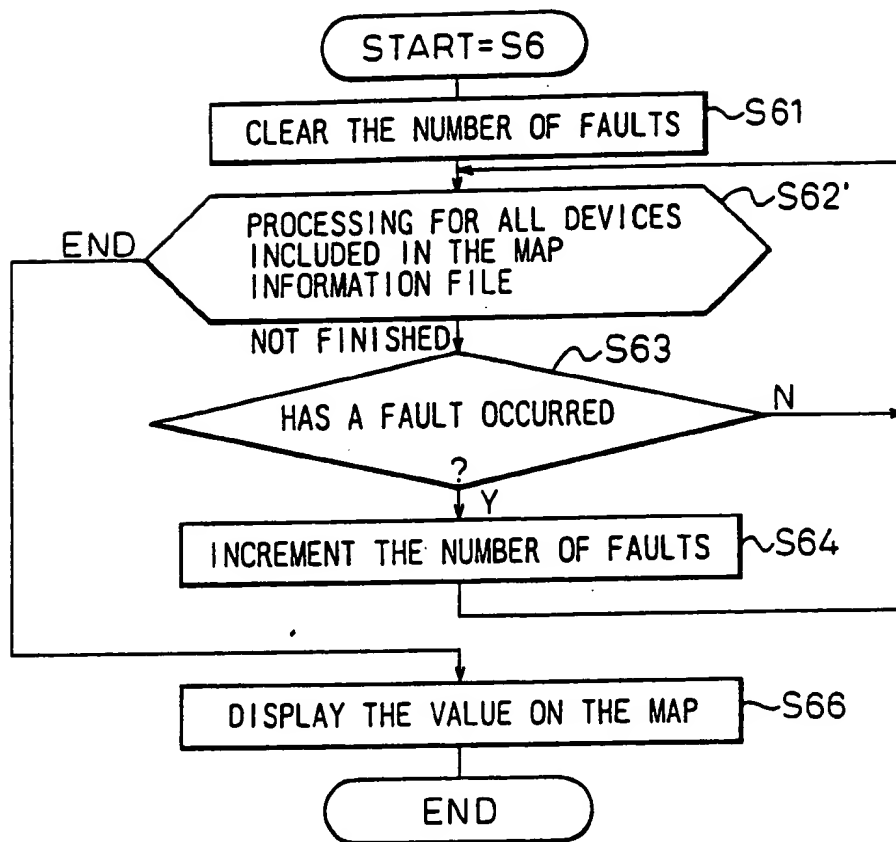 START=S6
CLEAR THE NUMBER OF FAULTS
S61
S62'
PROCESSING FOR ALL DEVICES
INCLUDED IN THE MAP
INFORMATION FILE
END
NOT FINISHED
S63
HAS A FAULT OCCURRED
?
N
Y
INCREMENT THE NUMBER OF FAULTS
S64
DISPLAY THE VALUE ON THE MAP
S66
END